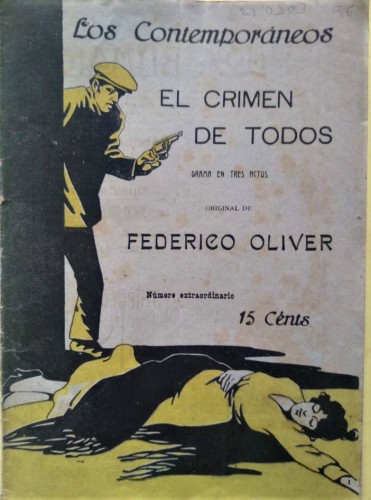 Los Contemporáneos
EL CRIMEN
DE TODOS
DRAMA EN TRES ACTOS
ORIGINAL DE
FEDERICO OLIVER
Número extraordinario
15 Cénts